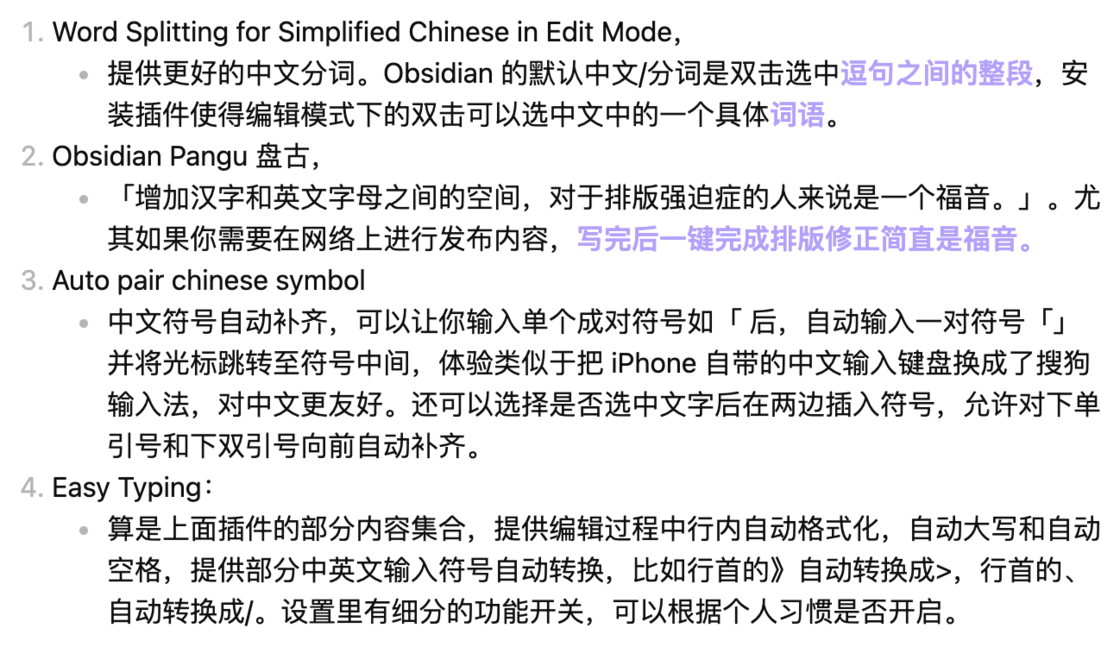 1. Word Splitting for Simplified Chinese in Edit Mode，
• 提供更好的中文分词。Obsidian 的默认中文/分词是双击选中逗句之间的整段，安
装插件使得编辑模式下的双击可以选中文中的一个具体词语。
2. Obsidian Pangu 盘古，
• 「增加汉字和英文字母之间的空间，对于排版强迫症的人来说是一个福音。」。尤
其如果你需要在网络上进行发布内容，写完后一键完成排版修正简直是福音。
3. Auto pair chinese symbol
• 中文符号自动补齐，可以让你输入单个成对符号如「 后，自动输入一对符号「」
并将光标跳转至符号中间，体验类似于把 iPhone 自带的中文输入键盘换成了搜狗
输入法，对中文更友好。还可以选择是否选中文字后在两边插入符号，允许对下单
引号和下双引号向前自动补齐。
4. Easy Typing：
• 算是上面插件的部分内容集合，提供编辑过程中行内自动格式化，自动大写和自动
空格，提供部分中英文输入符号自动转换，比如行首的》自动转换成>，行首的、
自动转换成/。设置里有细分的功能开关，可以根据个人习惯是否开启。